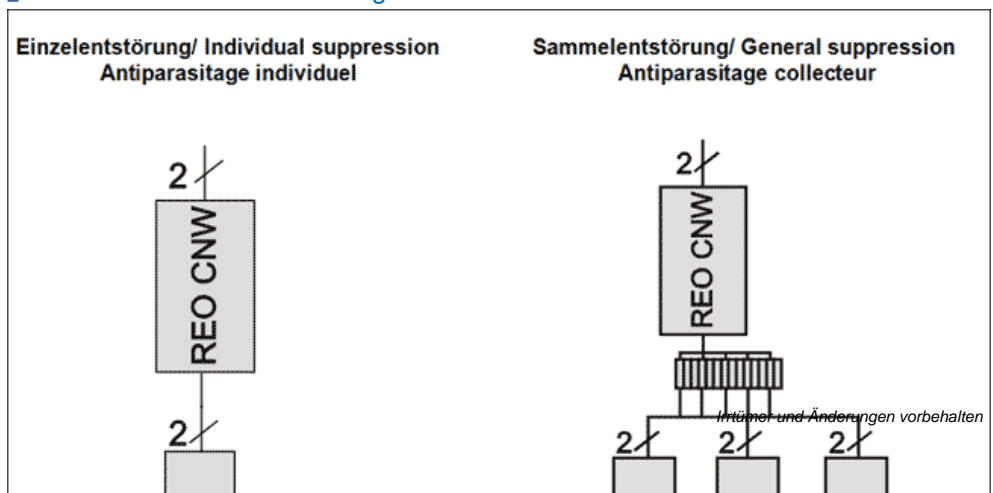 Einzelentstörung/ Individual suppression
Antiparasitage individuel
Sammelentstörung/ General suppression
Antiparasitage collecteur
2
REO CNW
2
2
REO CNW
Irrtümer und Änderungen vorbehalten
2
2
2